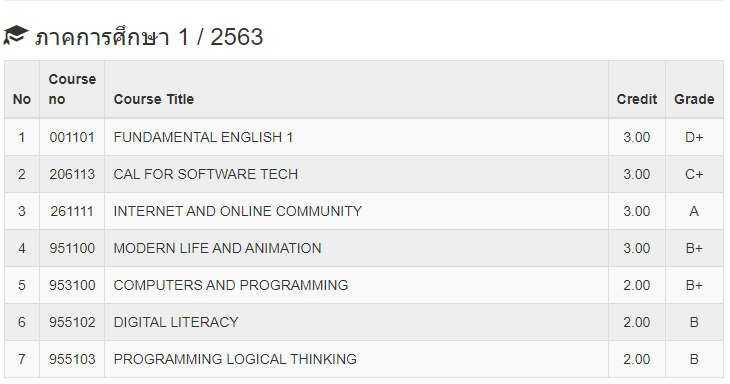 ภาคการศึกษา 1 / 2563
No Course no Course Title Credit Grade
1 001101 FUNDAMENTAL ENGLISH 1 3.00 D+
2 206113 CAL FOR SOFTWARE TECH 3.00 C+
3 261111 INTERNET AND ONLINE COMMUNITY 3.00 A
4 951100 MODERN LIFE AND ANIMATION 3.00 B+
5 953100 COMPUTERS AND PROGRAMMING 2.00 B+
6 955102 DIGITAL LITERACY 2.00 B
7 955103 PROGRAMMING LOGICAL THINKING 2.00 B